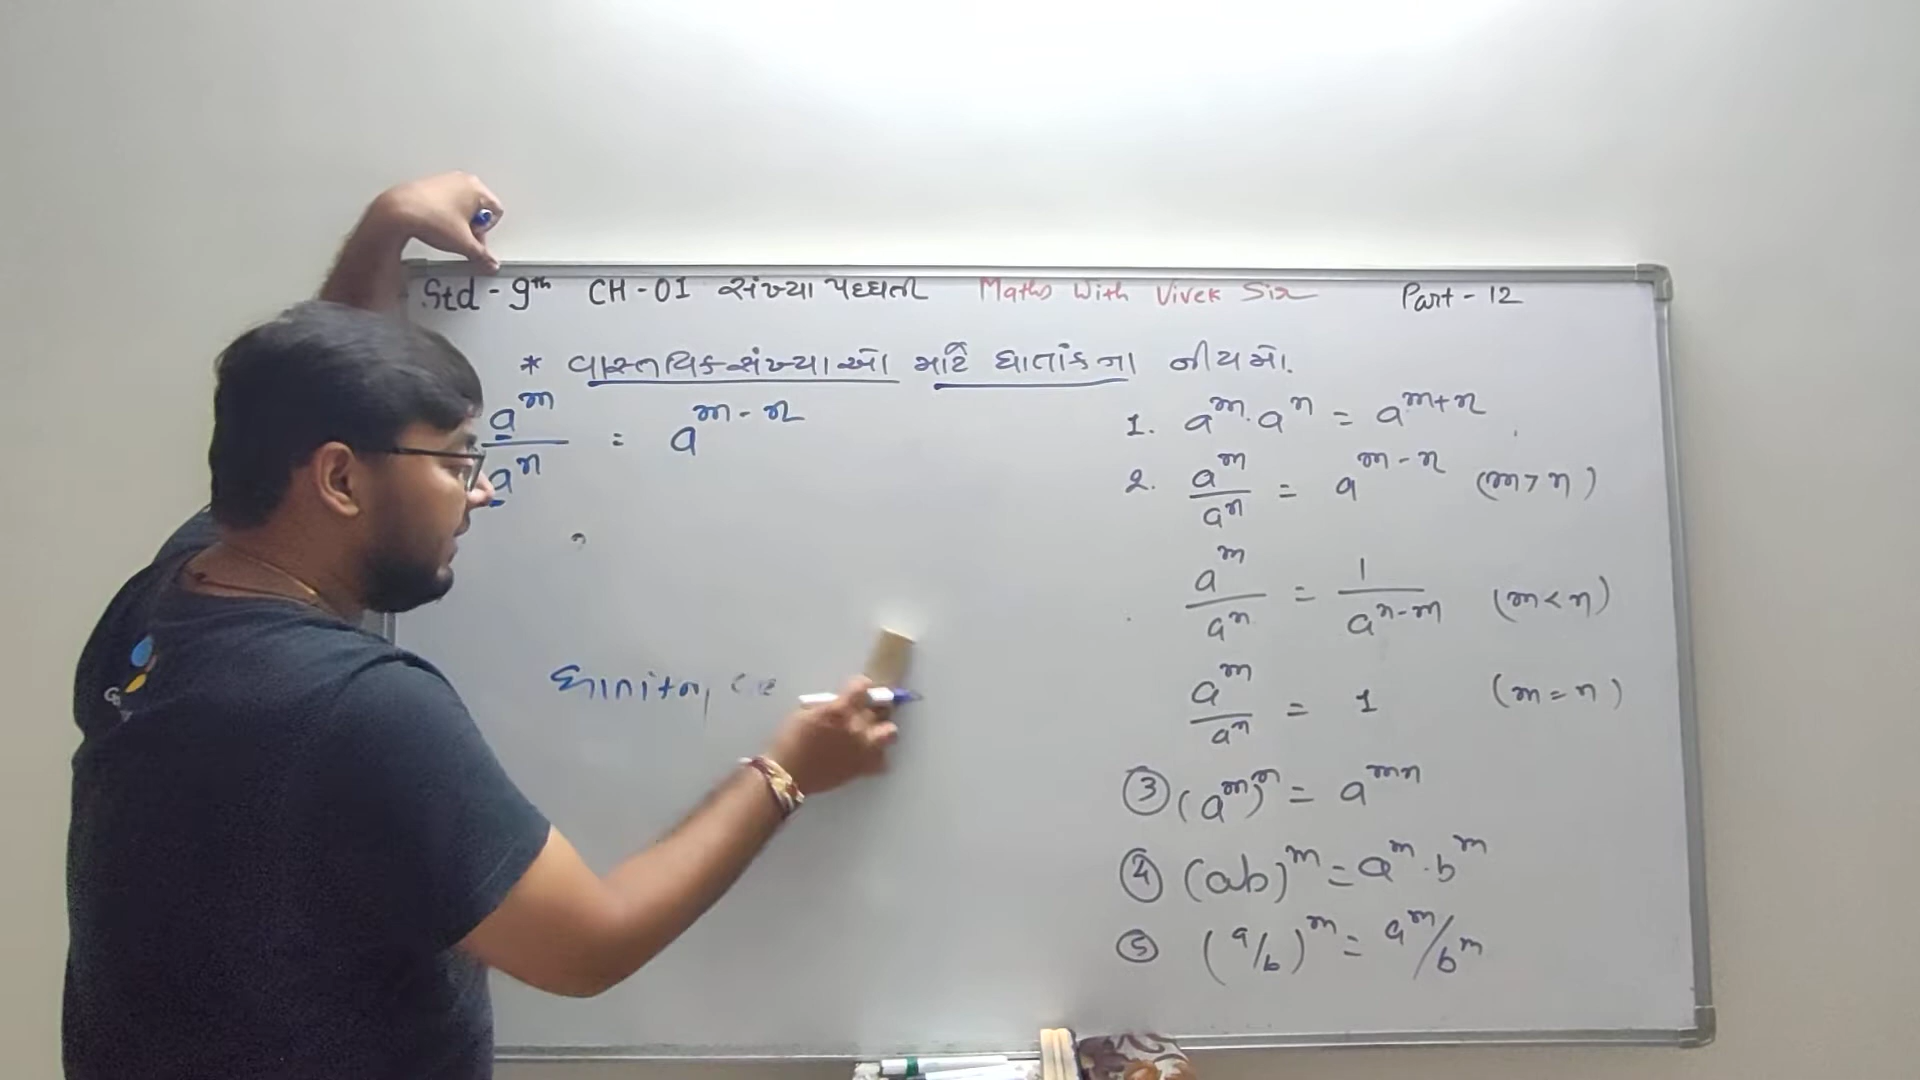 Std - 9th CH - 01 સંખ્યા પધ્ધતી Maths With Vivek Sir Part - 12
* વાસ્તવિક સંખ્યાઓ માટે ઘાતાંકના નીયમો.
a^m / a^n = a^(m-n)
1. a^m · a^n = a^(m+n)
2. a^m / a^n = a^(m-n) (m > n)
a^m / a^n = 1 / a^(n-m) (m < n)
a^m / a^n = 1 (m = n)
③ (a^m)^n = a^(mn)
④ (ab)^m = a^m · b^m
⑤ (a/b)^m = a^m / b^m